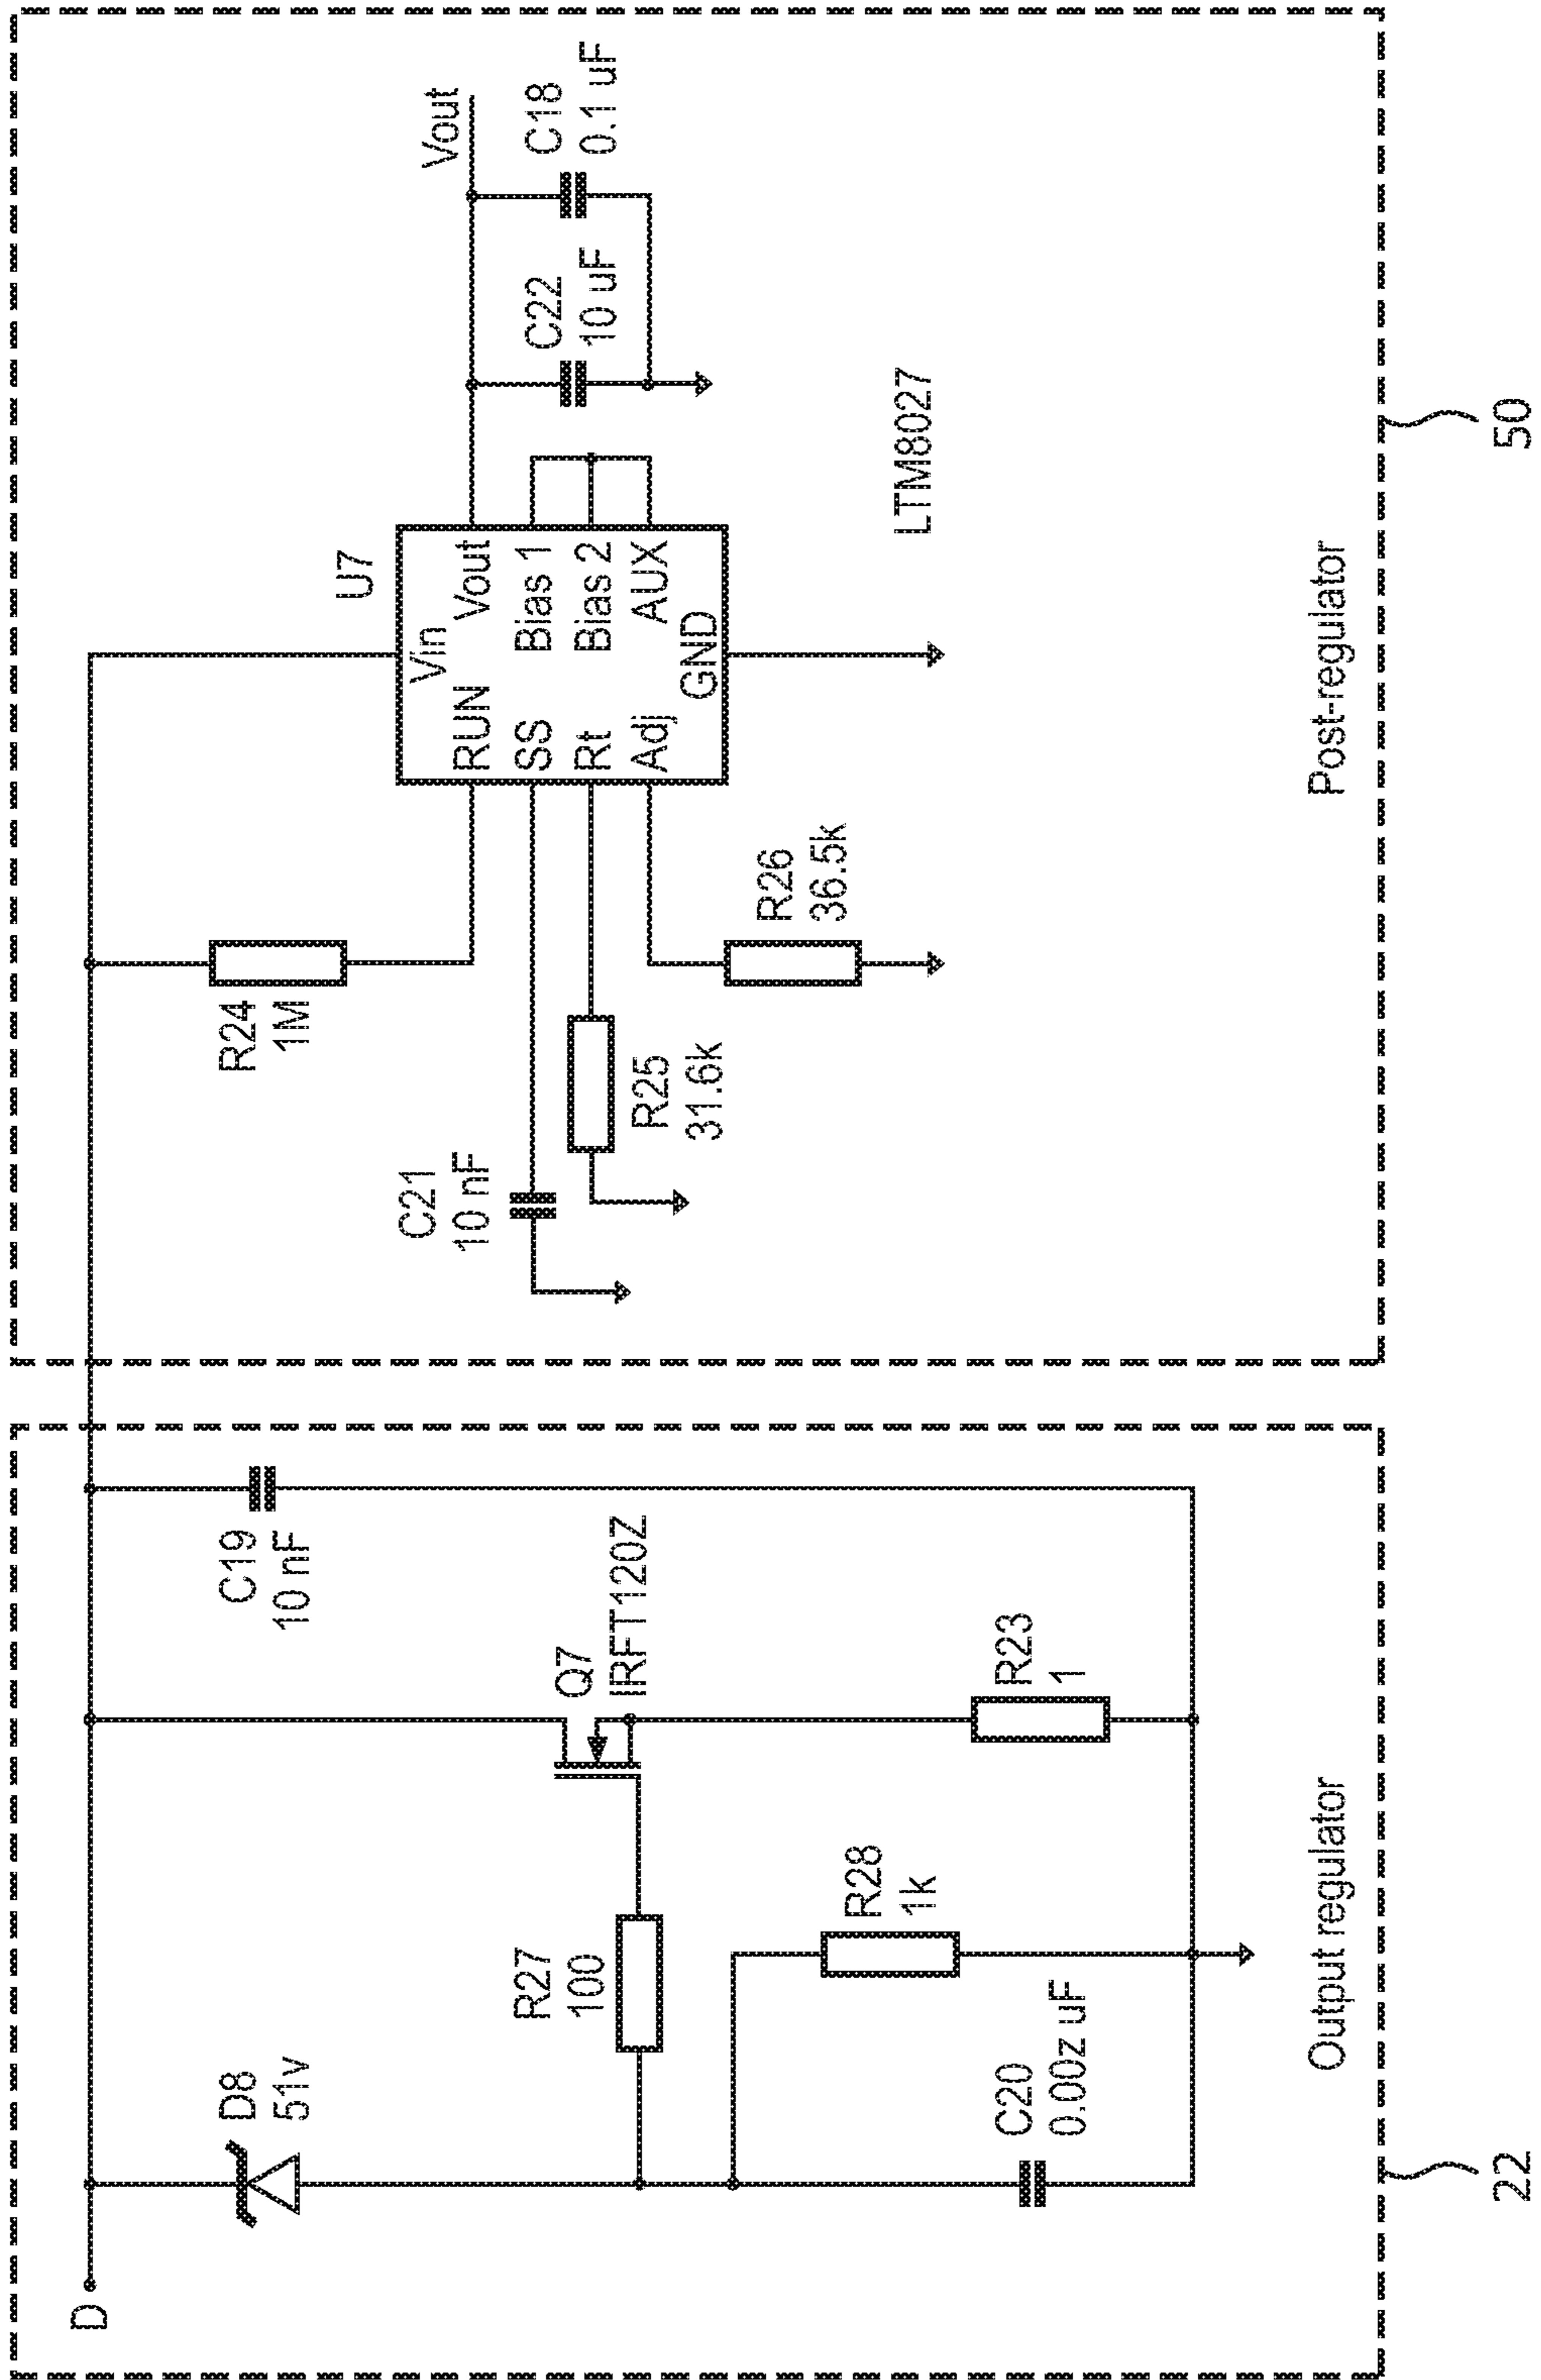 D
D8
51v
R27
100
C20
0.00z uF
R28
1k
Q7
IRFT120Z
R23
1
C19
10 nF
Output regulator
22
R24
1M
C21
10 nF
R25
31.6k
R26
36.5k
U7
Vin
RUN
Vout
SS
Bias 1
Rt
Bias 2
Adj
AUX
GND
LTM8027
C22
10 uF
C18
0.1 uF
Vout
Post-regulator
50